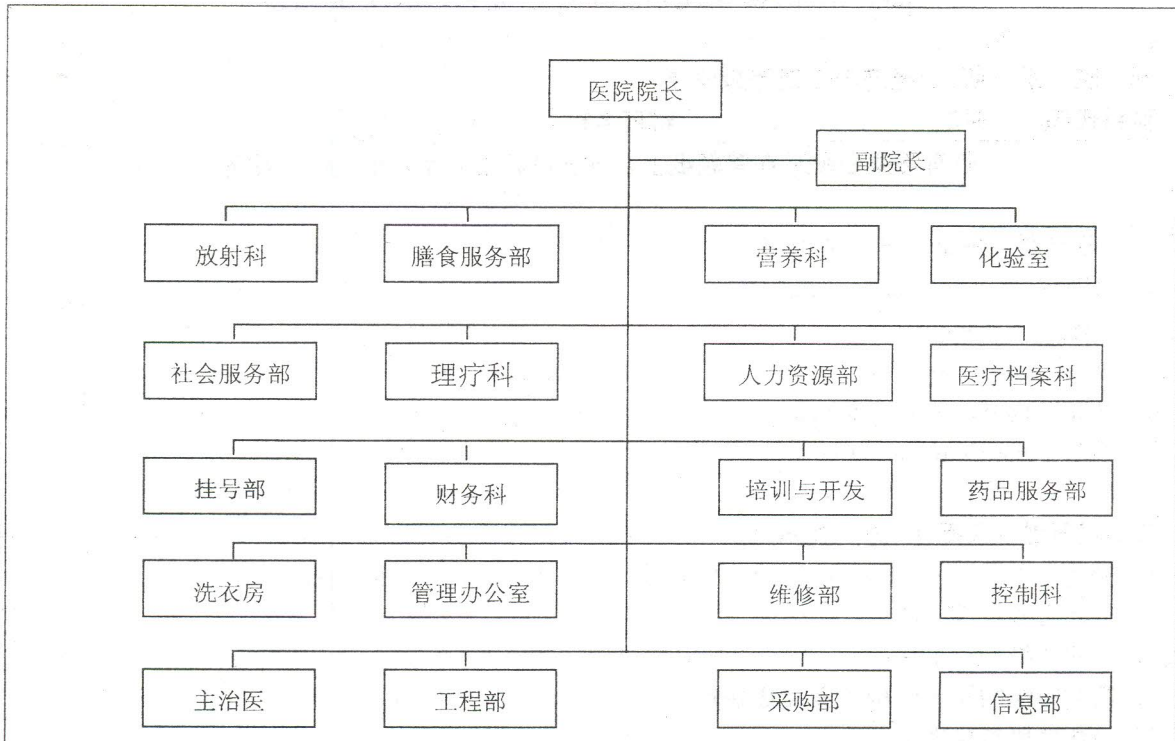 医院院长
副院长
放射科 膳食服务部 营养科 化验室
社会服务部 理疗科 人力资源部 医疗档案科
挂号部 财务科 培训与开发 药品服务部
洗衣房 管理办公室 维修部 控制科
主治医 工程部 采购部 信息部